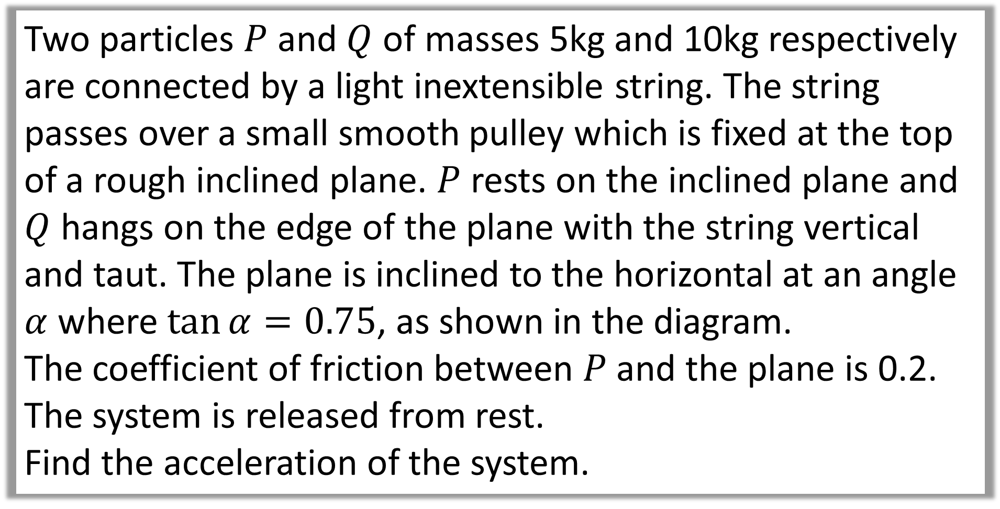 Two particles P and Q of masses 5kg and 10kg respectively
are connected by a light inextensible string. The string
passes over a small smooth pulley which is fixed at the top
of a rough inclined plane. P rests on the inclined plane and
Q hangs on the edge of the plane with the string vertical
and taut. The plane is inclined to the horizontal at an angle
α where tan α = 0.75, as shown in the diagram.
The coefficient of friction between P and the plane is 0.2.
The system is released from rest.
Find the acceleration of the system.